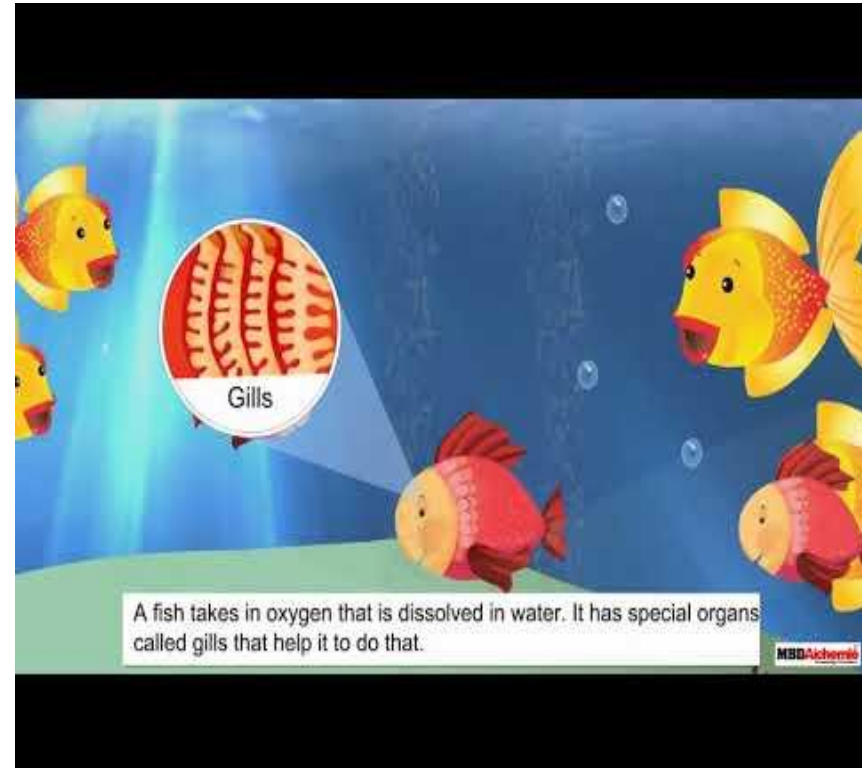 Gills
A fish takes in oxygen that is dissolved in water. It has special organs
called gills that help it to do that.
MBDAlchemie